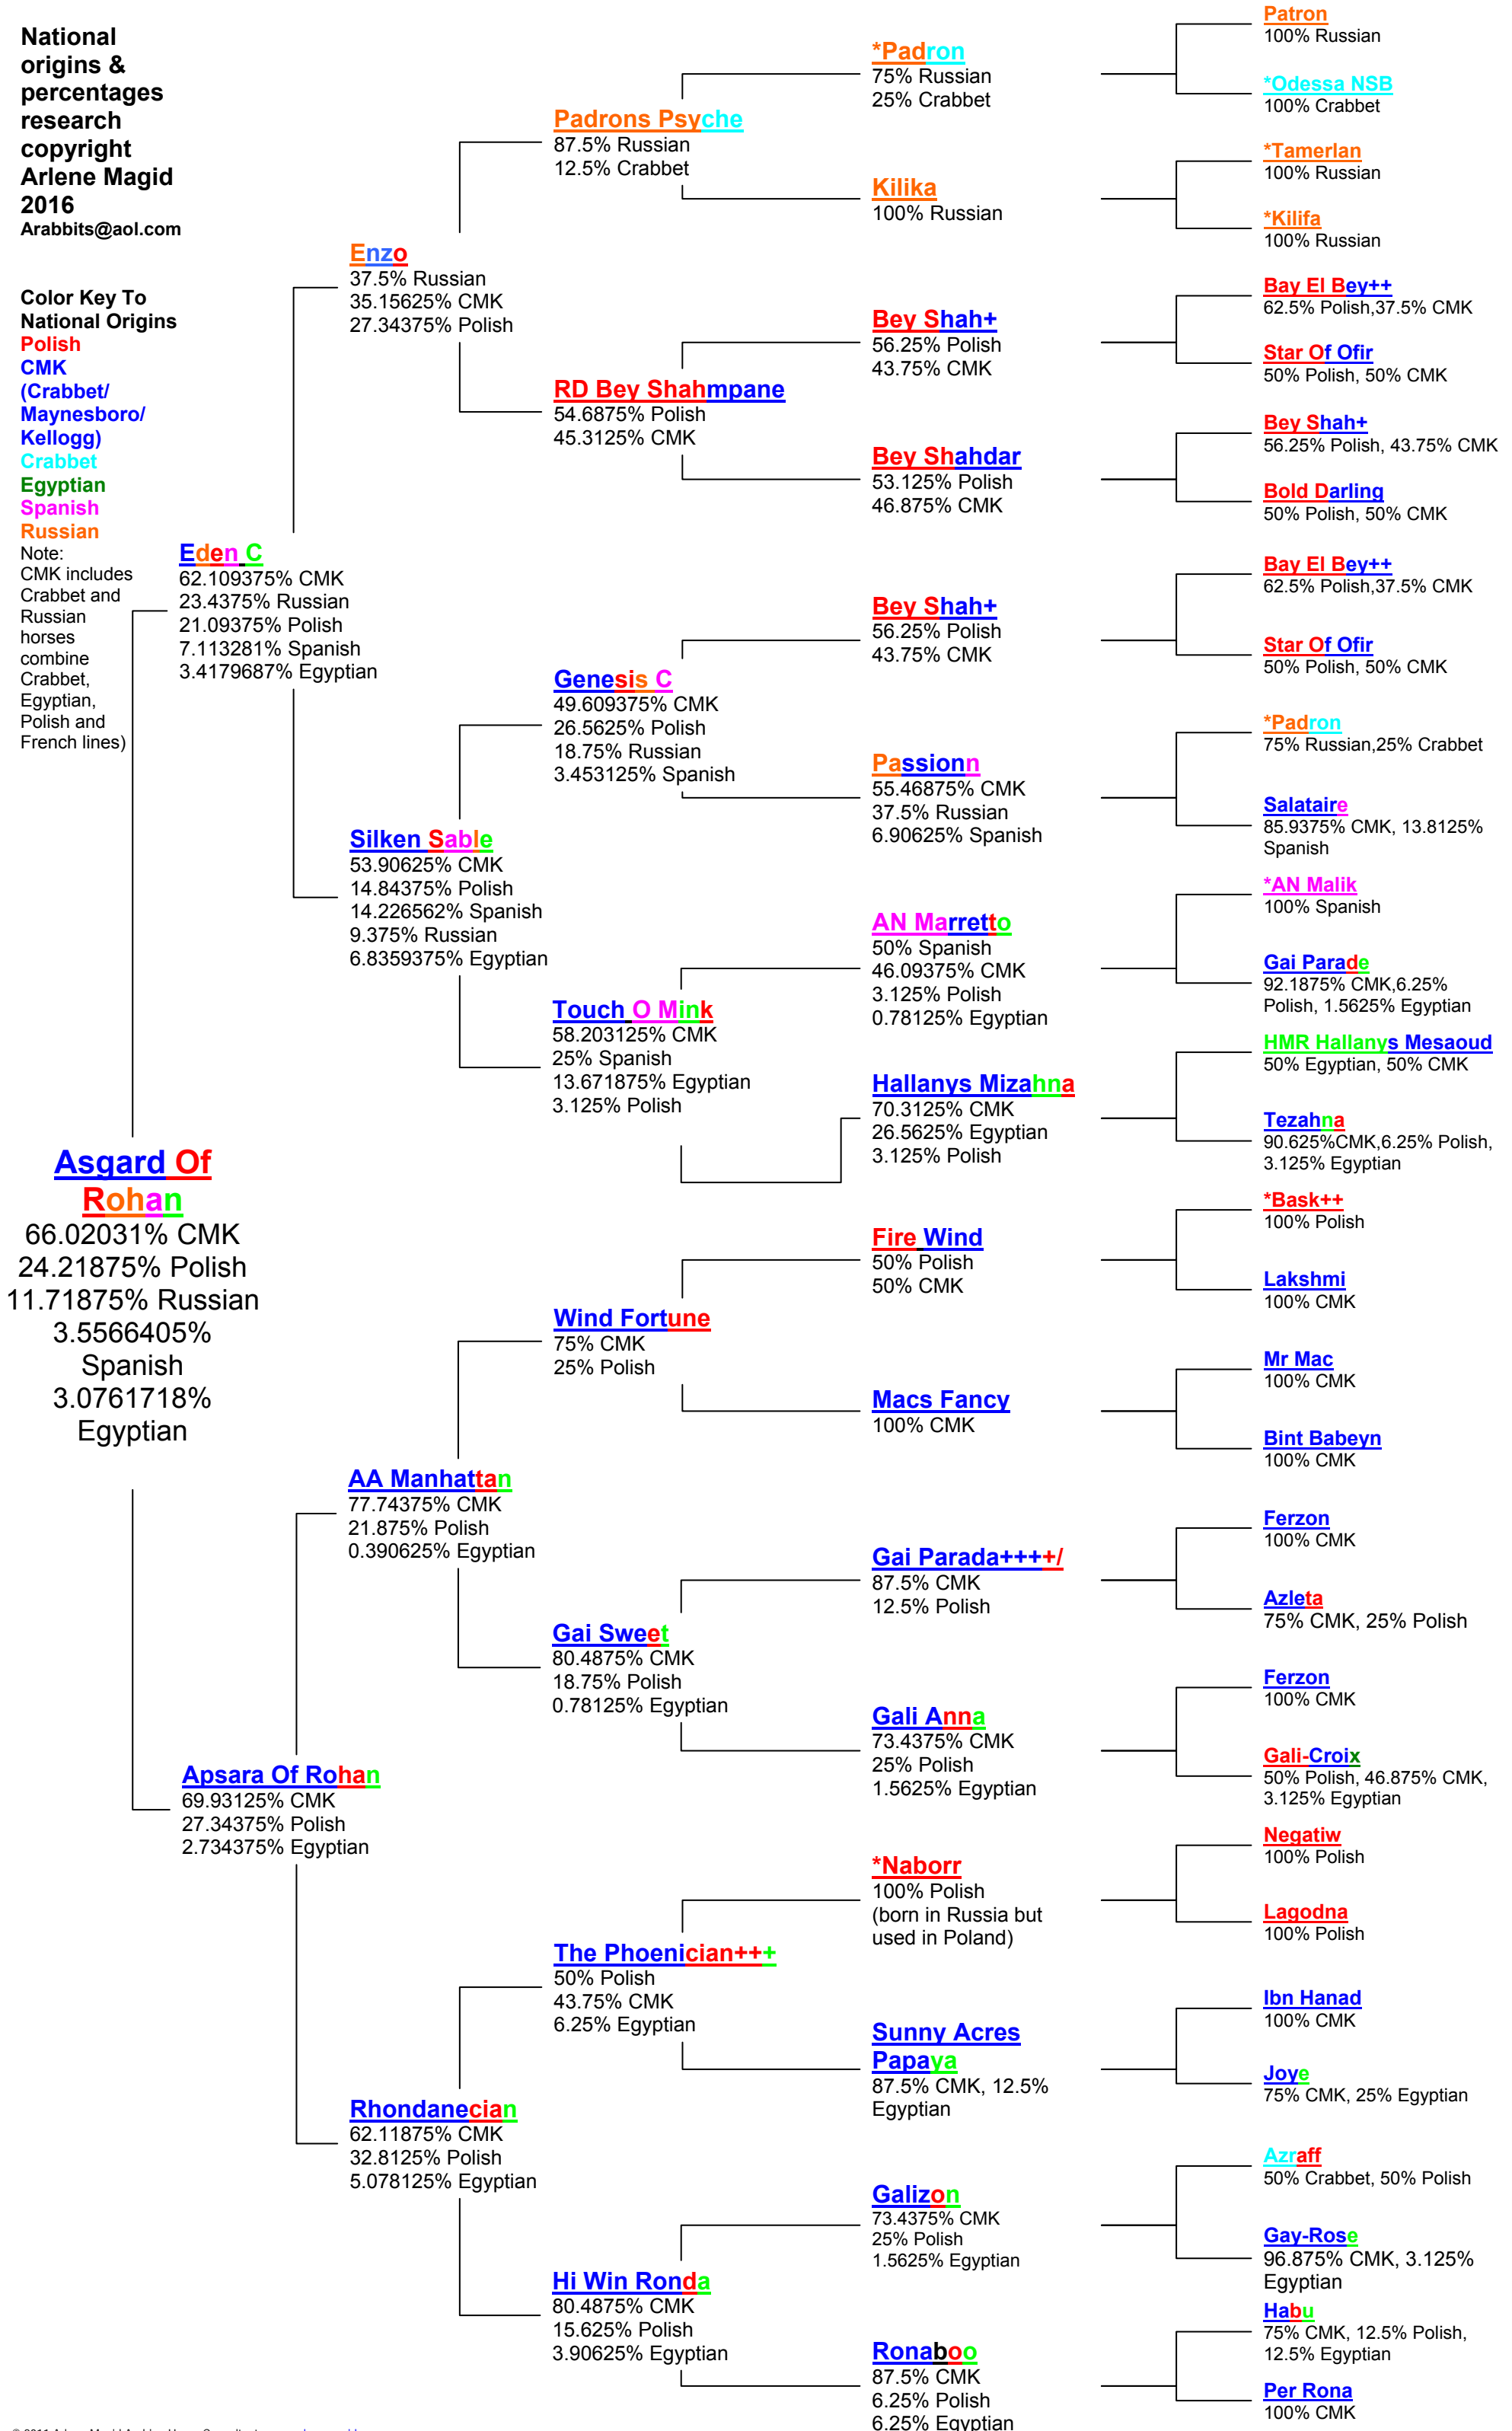 National
origins &
percentages
research
copyright
Arlene Magid
2016
Arabbits@aol.com
Color Key To
National Origins
Polish
CMK
(Crabbet/
Maynesboro/
Kellogg)
Crabbet
Egyptian
Spanish
Russian
Note:
CMK includes
Crabbet and
Russian
horses
combine
Crabbet,
Egyptian,
Polish and
French lines)
Asgard Of
Rohan
66.02031% CMK
24.21875% Polish
11.71875% Russian
3.5566405%
Spanish
3.0761718%
Egyptian
Eden C
62.109375% CMK
23.4375% Russian
21.09375% Polish
7.113281% Spanish
3.4179687% Egyptian
Apsara Of Rohan
69.93125% CMK
27.34375% Polish
2.734375% Egyptian
Enzo
37.5% Russian
35.15625% CMK
27.34375% Polish
Silken Sable
53.90625% CMK
14.84375% Polish
14.226562% Spanish
9.375% Russian
6.8359375% Egyptian
AA Manhattan
77.74375% CMK
21.875% Polish
0.390625% Egyptian
Rhondanecian
62.11875% CMK
32.8125% Polish
5.078125% Egyptian
Padrons Psyche
87.5% Russian
12.5% Crabbet
RD Bey Shahmpane
54.6875% Polish
45.3125% CMK
Genesis C
49.609375% CMK
26.5625% Polish
18.75% Russian
3.453125% Spanish
Touch O Mink
58.203125% CMK
25% Spanish
13.671875% Egyptian
3.125% Polish
Wind Fortune
75% CMK
25% Polish
Gai Sweet
80.4875% CMK
18.75% Polish
0.78125% Egyptian
The Phoenician+++
50% Polish
43.75% CMK
6.25% Egyptian
Hi Win Ronda
80.4875% CMK
15.625% Polish
3.90625% Egyptian
*Padron
75% Russian
25% Crabbet
Kilika
100% Russian
Bey Shah+
56.25% Polish
43.75% CMK
Bey Shahdar
53.125% Polish
46.875% CMK
Bey Shah+
56.25% Polish
43.75% CMK
Passionn
55.46875% CMK
37.5% Russian
6.90625% Spanish
AN Marretto
50% Spanish
46.09375% CMK
3.125% Polish
0.78125% Egyptian
Hallanys Mizahna
70.3125% CMK
26.5625% Egyptian
3.125% Polish
Fire Wind
50% Polish
50% CMK
Macs Fancy
100% CMK
Gai Parada++++/
87.5% CMK
12.5% Polish
Gali Anna
73.4375% CMK
25% Polish
1.5625% Egyptian
*Naborr
100% Polish
(born in Russia but
used in Poland)
Sunny Acres
Papaya
87.5% CMK, 12.5%
Egyptian
Galizon
73.4375% CMK
25% Polish
1.5625% Egyptian
Ronaboo
87.5% CMK
6.25% Polish
6.25% Egyptian
Patron
100% Russian
*Odessa NSB
100% Crabbet
*Tamerlan
100% Russian
*Kilifa
100% Russian
Bay El Bey++
62.5% Polish,37.5% CMK
Star Of Ofir
50% Polish, 50% CMK
Bey Shah+
56.25% Polish, 43.75% CMK
Bold Darling
50% Polish, 50% CMK
Bay El Bey++
62.5% Polish,37.5% CMK
Star Of Ofir
50% Polish, 50% CMK
*Padron
75% Russian,25% Crabbet
Salataire
85.9375% CMK, 13.8125%
Spanish
*AN Malik
100% Spanish
Gai Parade
92.1875% CMK,6.25%
Polish, 1.5625% Egyptian
HMR Hallanys Mesaoud
50% Egyptian, 50% CMK
Tezahna
90.625%CMK,6.25% Polish,
3.125% Egyptian
*Bask++
100% Polish
Lakshmi
100% CMK
Mr Mac
100% CMK
Bint Babeyn
100% CMK
Ferzon
100% CMK
Azleta
75% CMK, 25% Polish
Ferzon
100% CMK
Gali-Croix
50% Polish, 46.875% CMK,
3.125% Egyptian
Negatiw
100% Polish
Lagodna
100% Polish
Ibn Hanad
100% CMK
Joye
75% CMK, 25% Egyptian
Azraff
50% Crabbet, 50% Polish
Gay-Rose
96.875% CMK, 3.125%
Egyptian
Habu
75% CMK, 12.5% Polish,
12.5% Egyptian
Per Rona
100% CMK